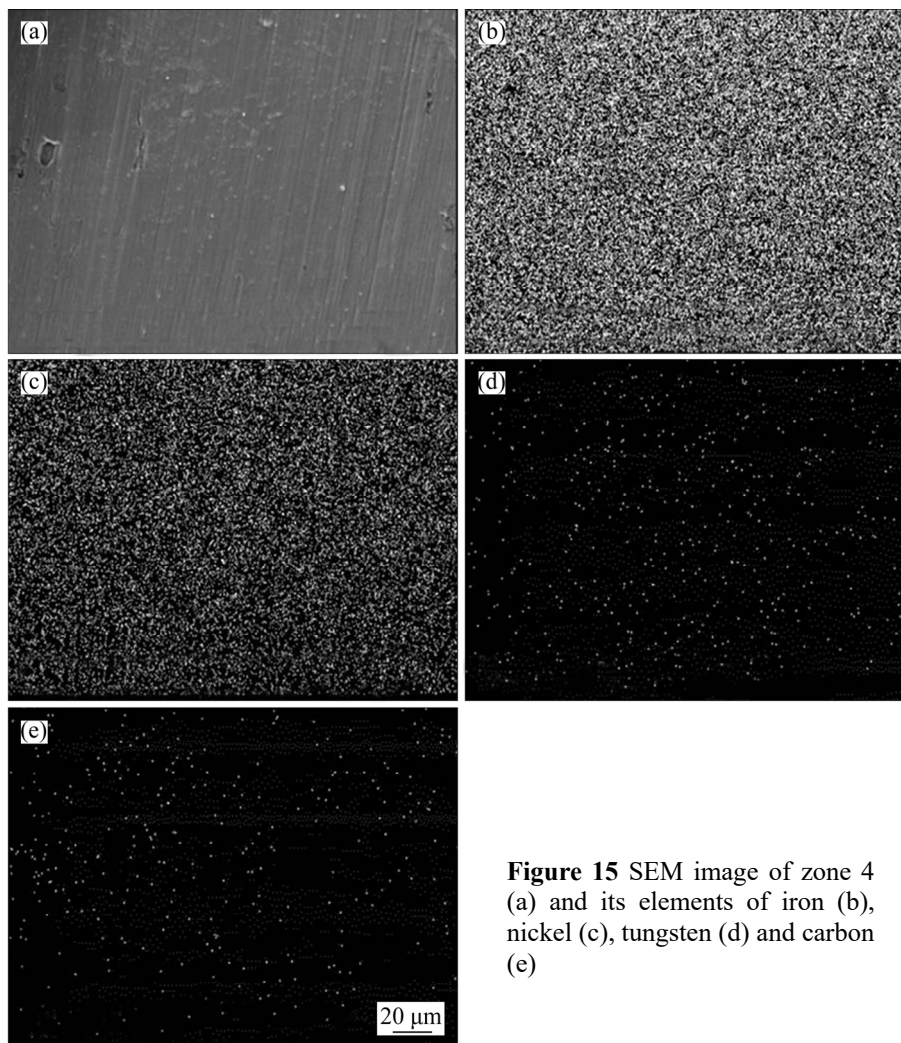 (a)
(b)
(c)
(d)
(e)
20 μm
Figure 15 SEM image of zone 4
(a) and its elements of iron (b),
nickel (c), tungsten (d) and carbon
(e)